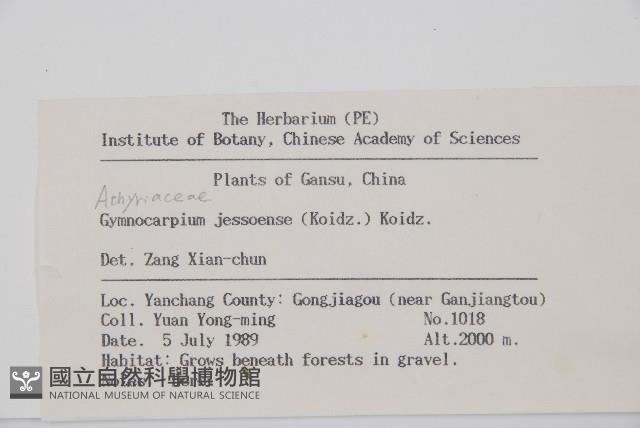 The Herbarium (PE)
Institute of Botany, Chinese Academy of Sciences
Plants of Gansu, China
Athyriaceae
Gymnocarpium jessoense (Koidz.) Koidz.
Det. Zang Xian-chun
Loc. Yanchang County: Gongjiagou (near Ganjiangtou)
Coll. Yuan Yong-ming No.1018
Date. 5 July 1989 Alt.2000 m.
Habitat: Grows beneath forests in gravel.
國立自然科學博物館
NATIONAL MUSEUM OF NATURAL SCIENCE